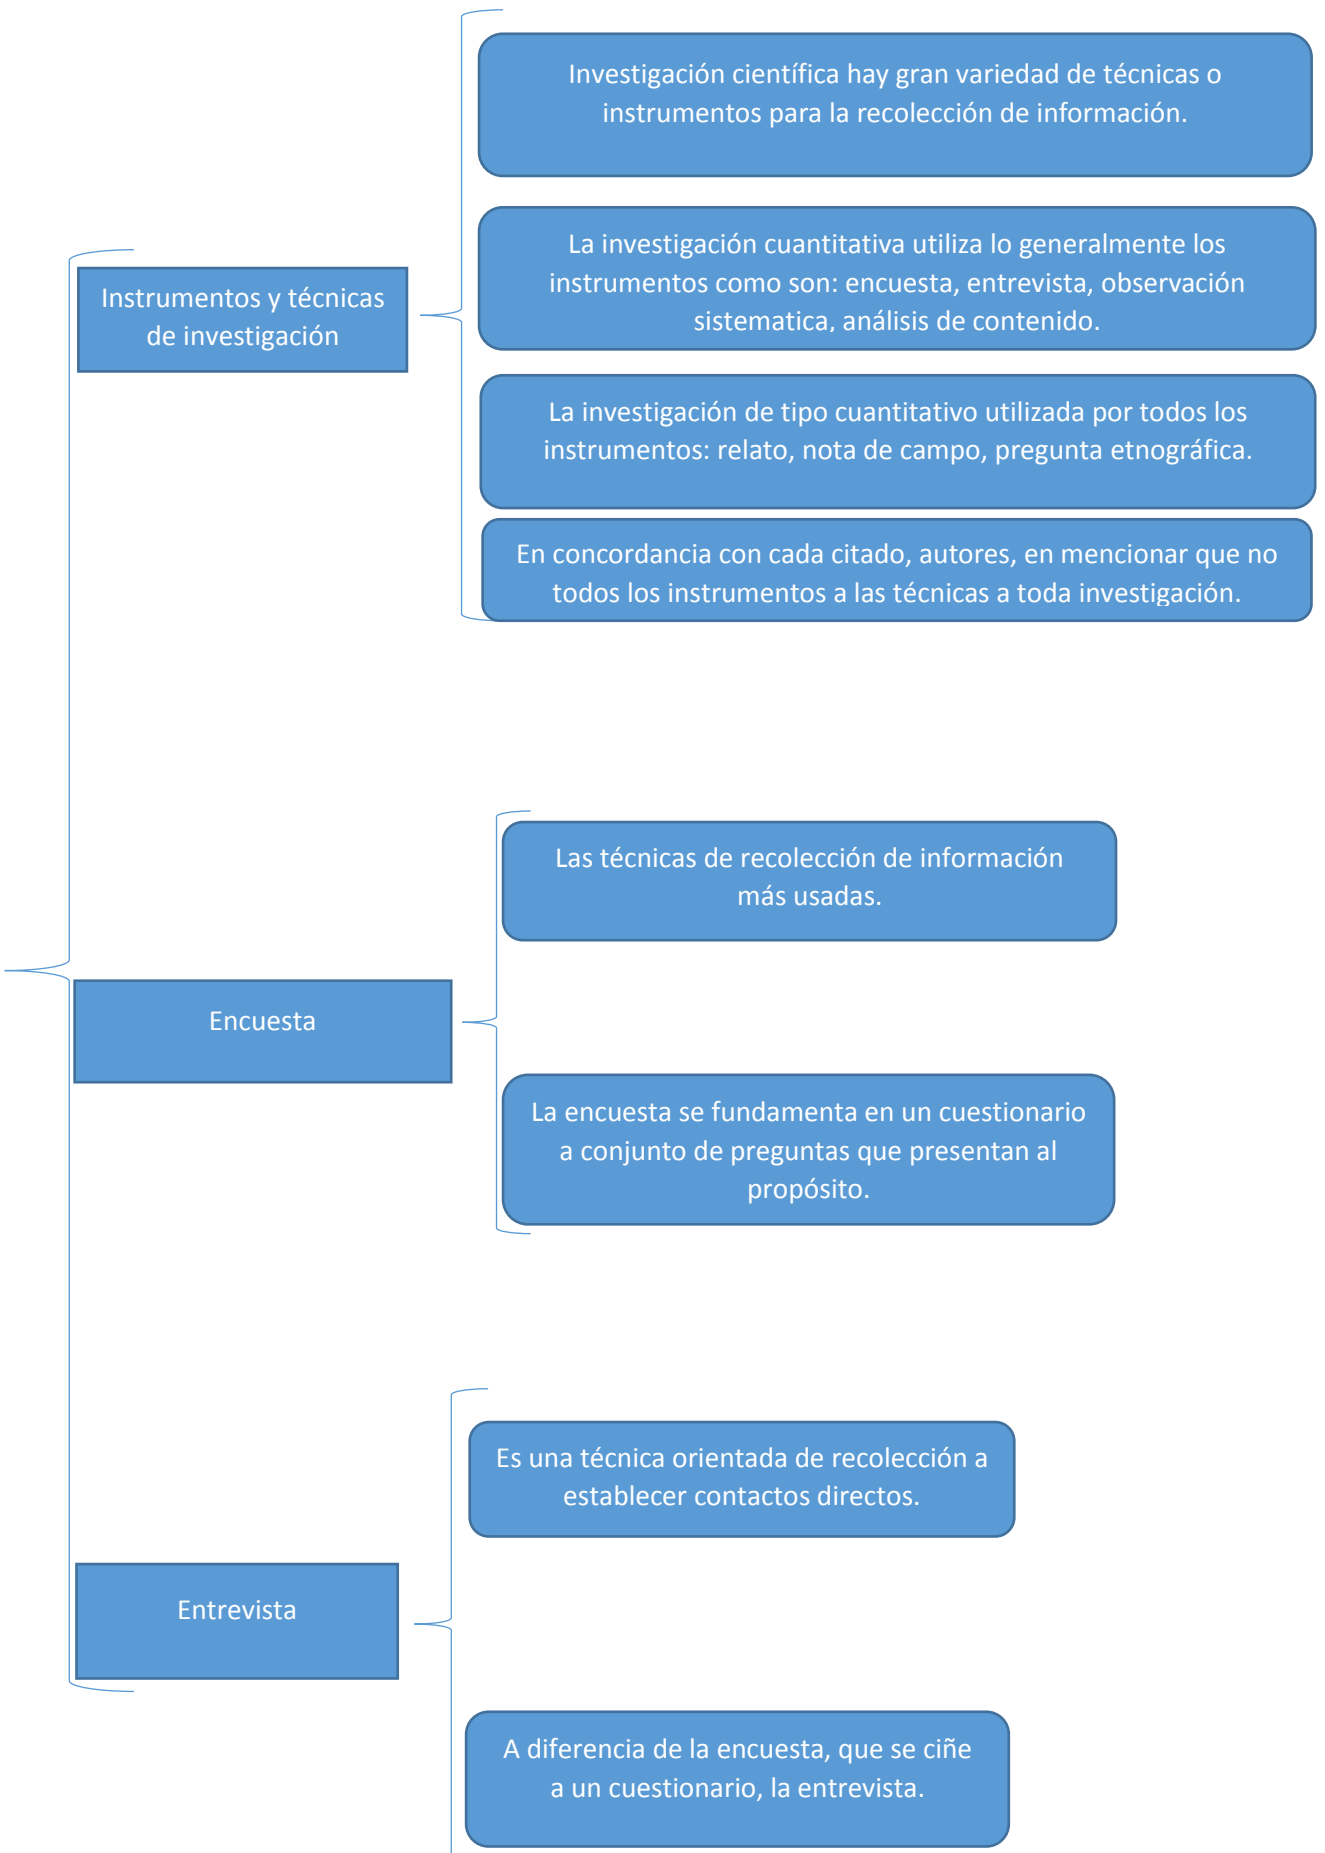 Instrumentos y técnicas
de investigación
Investigación científica hay gran variedad de técnicas o
instrumentos para la recolección de información.
La investigación cuantitativa utiliza lo generalmente los
instrumentos como son: encuesta, entrevista, observación
sistematica, análisis de contenido.
La investigación de tipo cuantitativo utilizada por todos los
instrumentos: relato, nota de campo, pregunta etnográfica.
En concordancia con cada citado, autores, en mencionar que no
todos los instrumentos a las técnicas a toda investigación.
Encuesta
Las técnicas de recolección de información
más usadas.
La encuesta se fundamenta en un cuestionario
a conjunto de preguntas que presentan al
propósito.
Entrevista
Es una técnica orientada de recolección a
establecer contactos directos.
A diferencia de la encuesta, que se ciñe
a un cuestionario, la entrevista.